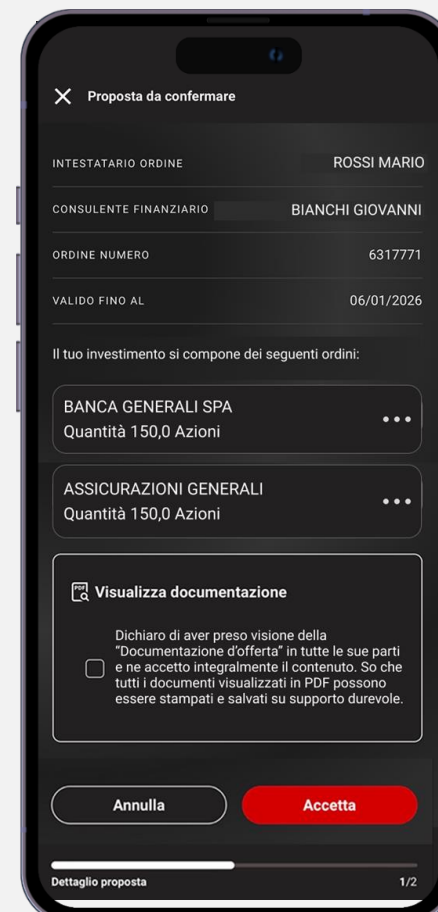 Proposta da confermare
INTESTATARIO ORDINE ROSSI MARIO
CONSULENTE FINANZIARIO BIANCHI GIOVANNI
ORDINE NUMERO 6317771
VALIDO FINO AL 06/01/2026
Il tuo investimento si compone dei seguenti ordini:
BANCA GENERALI SPA
Quantità 150,0 Azioni
ASSICURAZIONI GENERALI
Quantità 150,0 Azioni
PDF Visualizza documentazione
Dichiaro di aver preso visione della
“Documentazione d’offerta” in tutte le sue parti
e ne accetto integralmente il contenuto. So che
tutti i documenti visualizzati in PDF possono
essere stampati e salvati su supporto durevole.
Annulla Accetta
Dettaglio proposta 1/2